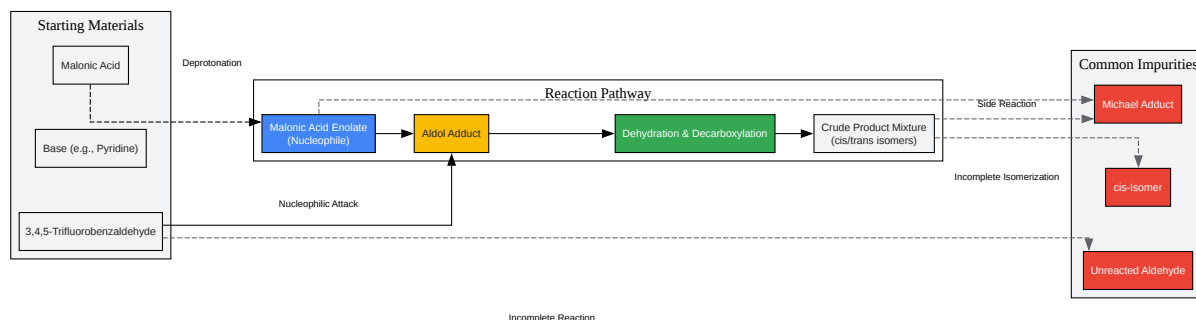 Starting Materials
Malonic Acid
Base (e.g., Pyridine)
3,4,5-Trifluorobenzaldehyde
Deprotonation
Nucleophilic Attack
Reaction Pathway
Malonic Acid Enolate
(Nucleophile)
Aldol Adduct
Dehydration & Decarboxylation
Crude Product Mixture
(cis/trans isomers)
Side Reaction
Incomplete Isomerization
Incomplete Reaction
Common Impurities
Michael Adduct
cis-Isomer
Unreacted Aldehyde